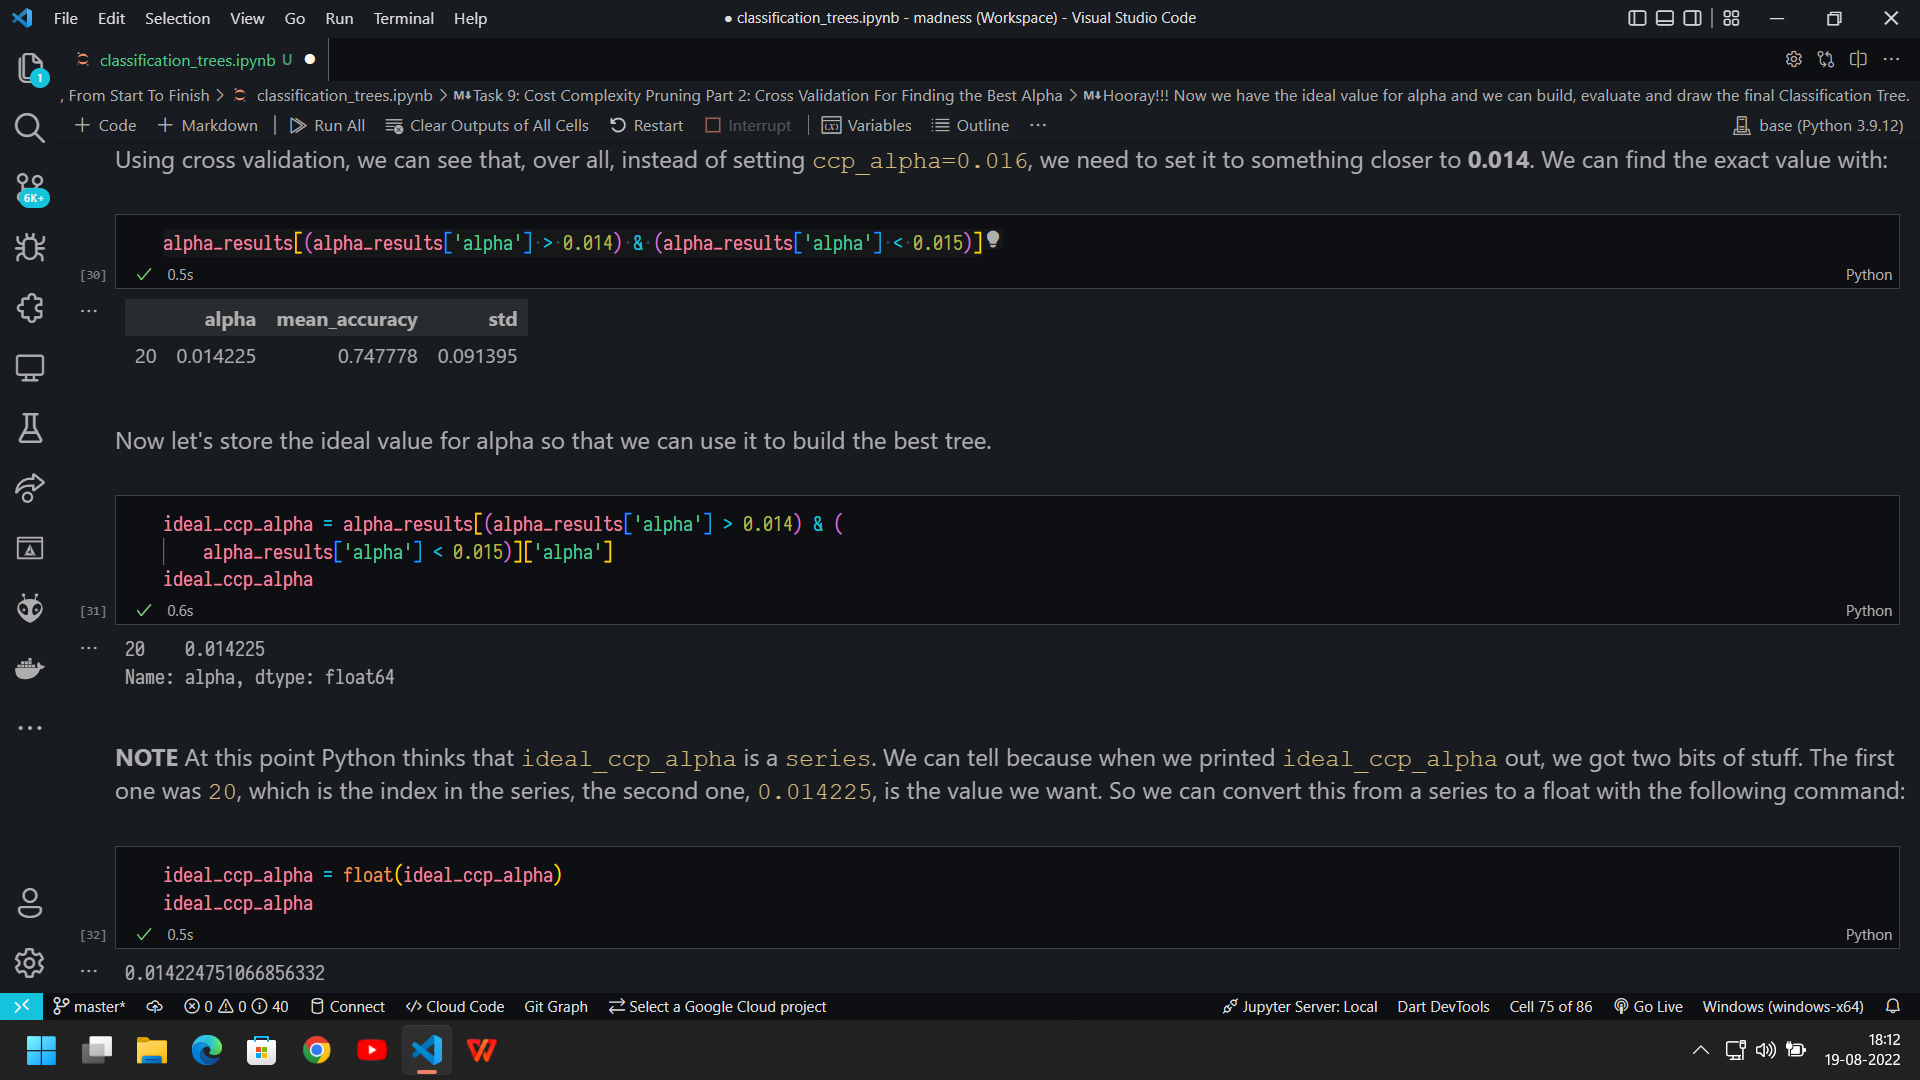 File Edit Selection View Go Run Terminal Help
● classification_trees.ipynb - madness (Workspace) - Visual Studio Code
classification_trees.ipynb U ●
1
, From Start To Finish > classification_trees.ipynb > M↓Task 9: Cost Complexity Pruning Part 2: Cross Validation For Finding the Best Alpha > M↓Hooray!!! Now we have the ideal value for alpha and we can build, evaluate and draw the final Classification Tree.
+ Code + Markdown | Run All Clear Outputs of All Cells Restart Interrupt | Variables Outline ···
base (Python 3.9.12)
Using cross validation, we can see that, over all, instead of setting ccp_alpha=0.016, we need to set it to something closer to 0.014. We can find the exact value with:
6K+
alpha_results[(alpha_results['alpha'] > 0.014) & (alpha_results['alpha'] < 0.015)]
[30] ✓ 0.5s Python
alpha mean_accuracy std
20 0.014225 0.747778 0.091395
Now let's store the ideal value for alpha so that we can use it to build the best tree.
ideal_ccp_alpha = alpha_results[(alpha_results['alpha'] > 0.014) & (
alpha_results['alpha'] < 0.015)]['alpha']
ideal_ccp_alpha
[31] ✓ 0.6s Python
20 0.014225
Name: alpha, dtype: float64
NOTE At this point Python thinks that ideal_ccp_alpha is a series. We can tell because when we printed ideal_ccp_alpha out, we got two bits of stuff. The first
one was 20, which is the index in the series, the second one, 0.014225, is the value we want. So we can convert this from a series to a float with the following command:
ideal_ccp_alpha = float(ideal_ccp_alpha)
ideal_ccp_alpha
[32] ✓ 0.5s Python
0.014224751066856332
master* 0 0 40 Connect Cloud Code Git Graph Select a Google Cloud project
Jupyter Server: Local Dart DevTools Cell 75 of 86 Go Live Windows (windows-x64)
18:12
19-08-2022